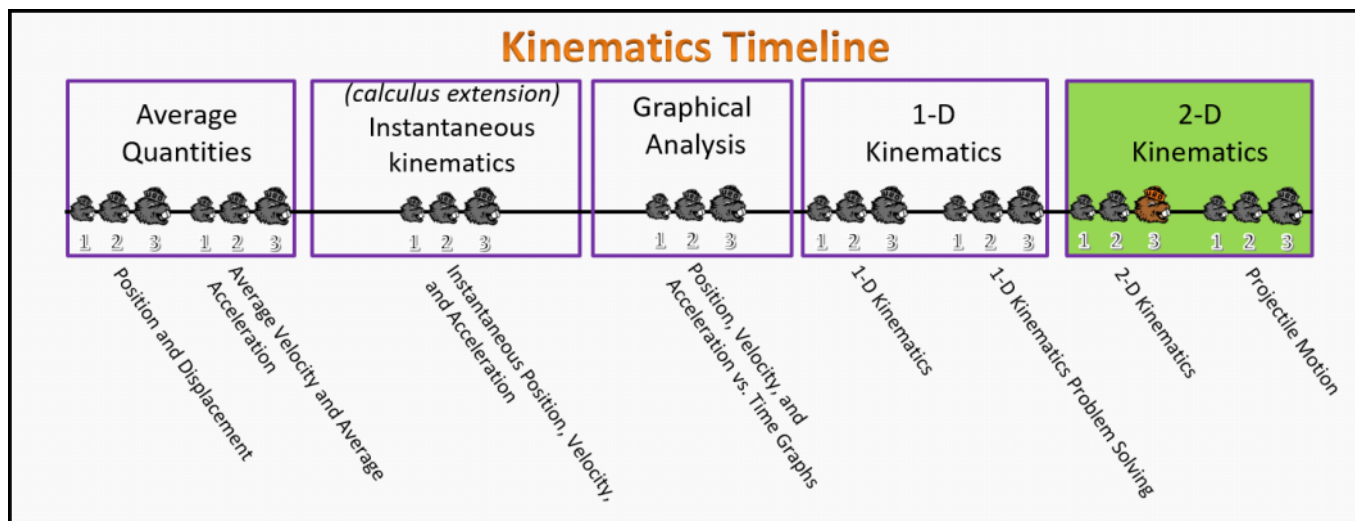 Kinematics Timeline
Average
Quantities
(calculus extension)
Instantaneous
kinematics
Graphical
Analysis
1-D
Kinematics
2-D
Kinematics
1 2 3 1 2 3
1 2 3
1 2 3
1 2 3 1 2 3
1 2 3 1 2 3
Position and Displacement
Average Velocity and Average
Acceleration
Instantaneous Position, Velocity,
and Acceleration
Position, Velocity, and
Acceleration vs. Time Graphs
1-D Kinematics
1-D Kinematics Problem Solving
2-D Kinematics
Projectile Motion